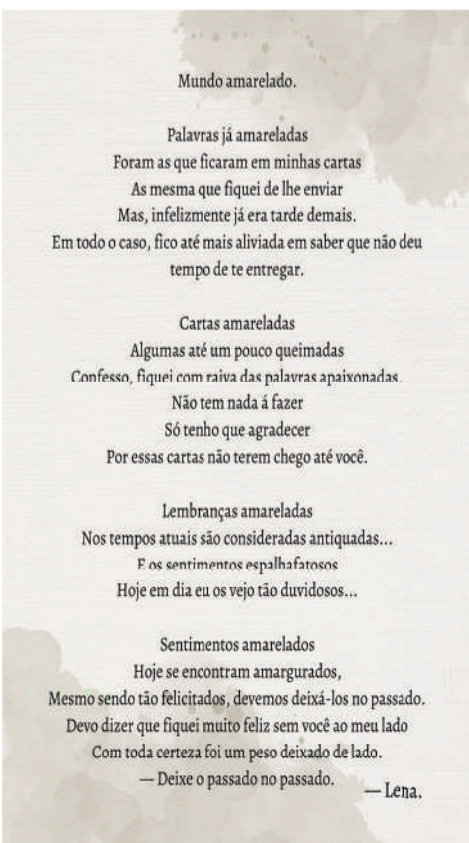 Mundo amarelado.
Palavras já amareladas
Foram as que ficaram em minhas cartas
As mesma que fiquei de lhe enviar
Mas, infelizmente já era tarde demais.
Em todo o caso, fico até mais aliviada em saber que não deu
tempo de te entregar.
Cartas amareladas
Algumas até um pouco queimadas
Confesso, fiquei com raiva das palavras apaixonadas
Não tem nada á fazer
Só tenho que agradecer
Por essas cartas não terem chego até você.
Lembranças amareladas
Nos tempos atuais são consideradas antiquadas...
E os sentimentos espalhafatosos
Hoje em dia eu os vejo tão duvidosos...
Sentimentos amarelados
Hoje se encontram amargurados,
Mesmo sendo tão felicitados, devemos deixá-los no passado.
Devo dizer que fiquei muito feliz sem você ao meu lado
Com toda certeza foi um peso deixado de lado.
— Deixe o passado no passado.
— Lena.